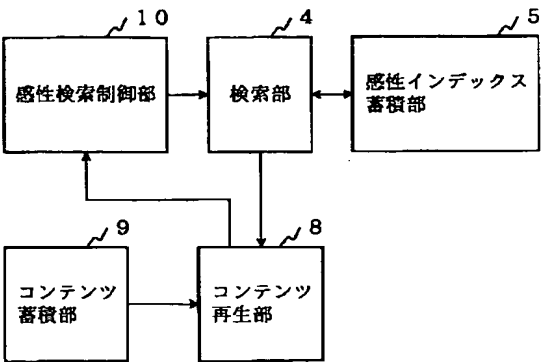 10
4
5
感性検索制御部
検索部
感性インデックス
蓄積部
9
8
コンテンツ
蓄積部
コンテンツ
再生部